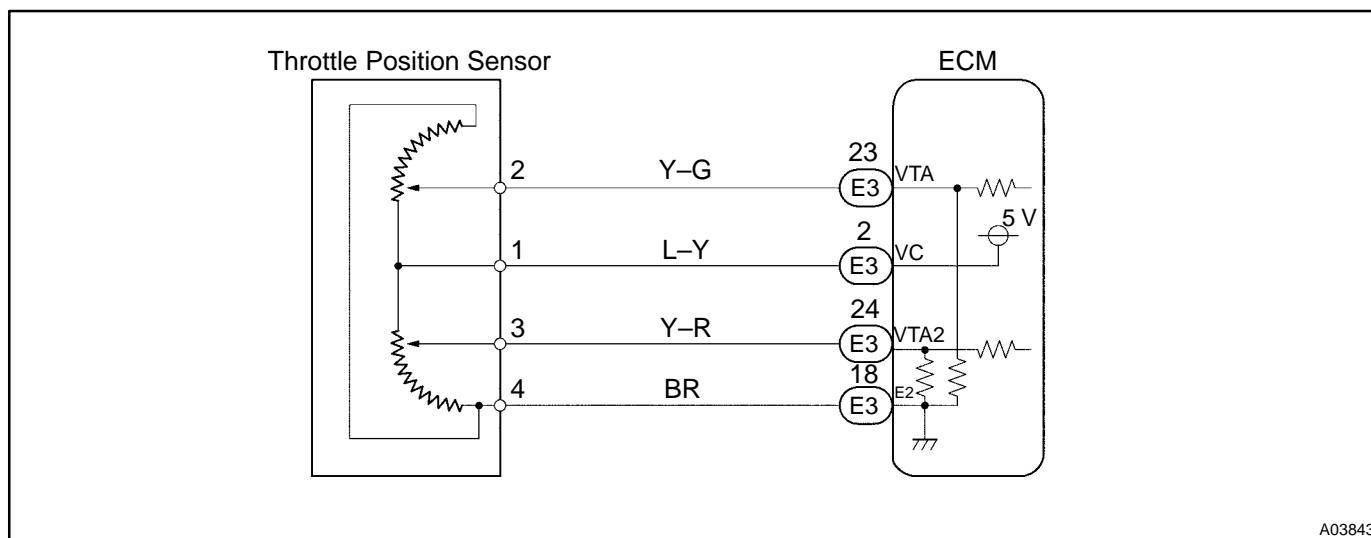 Throttle Position Sensor
ECM
2
Y–G
23
E3
VTA
5 V
1
L–Y
2
E3
VC
3
Y–R
24
E3
VTA2
4
BR
18
E3
E2
A03843